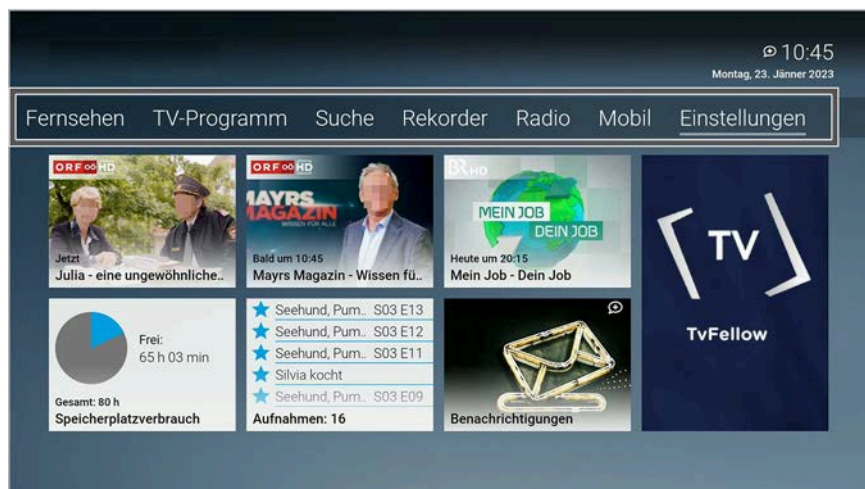 10:45
Montag, 23. Jänner 2023
Fernsehen TV-Programm Suche Rekorder Radio Mobil Einstellungen
ORF oö HD
Jetzt
Julia - eine ungewöhnliche..
ORF oö HD
MAYRS
MAGAZIN
WISSEN FÜR ALLE
Bald um 10:45
Mayrs Magazin - Wissen fü..
BR HD
MEIN JOB
DEIN JOB
Heute um 20:15
Mein Job - Dein Job
TV
TvFellow
Frei:
65 h 03 min
Gesamt: 80 h
Speicherplatzverbrauch
Seehund, Pum.. S03 E13
Seehund, Pum.. S03 E12
Seehund, Pum.. S03 E11
Silvia kocht
Seehund, Pum.. S03 E09
Aufnahmen: 16
Benachrichtigungen